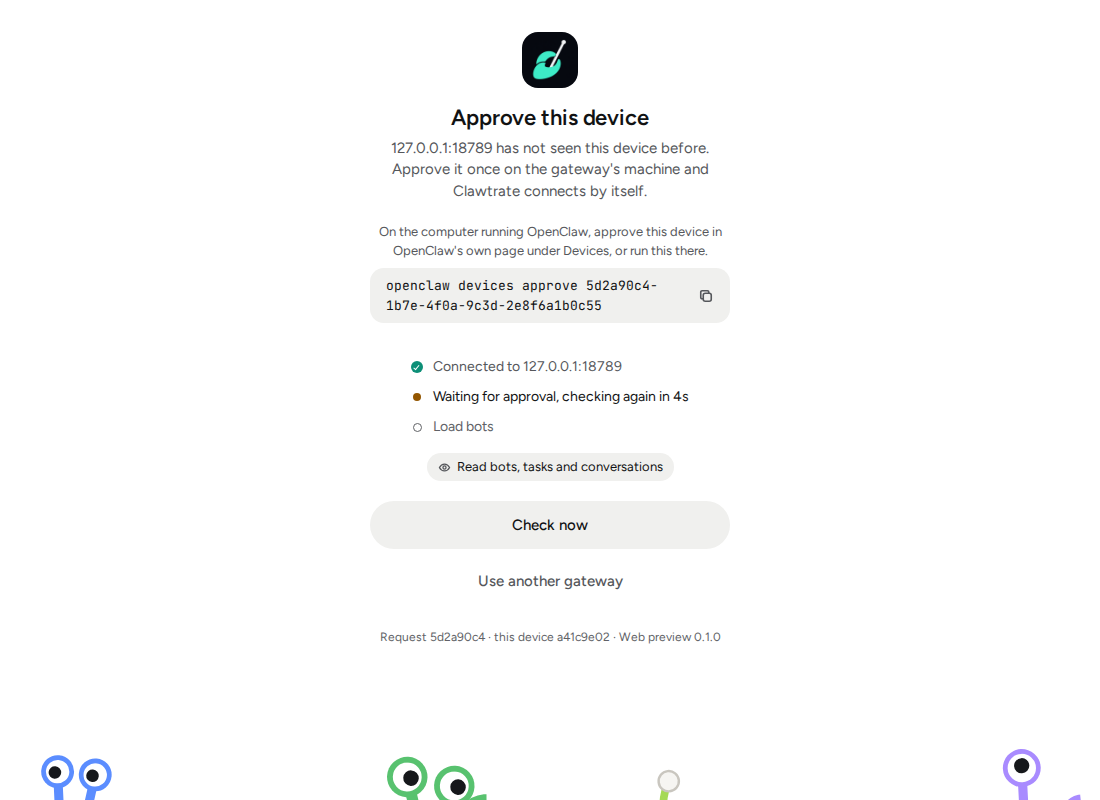 Approve this device
127.0.0.1:18789 has not seen this device before.
Approve it once on the gateway's machine and
Clawtrate connects by itself.
On the computer running OpenClaw, approve this device in
OpenClaw's own page under Devices, or run this there.
openclaw devices approve 5d2a90c4-
1b7e-4f0a-9c3d-2e8f6a1b0c55
Connected to 127.0.0.1:18789
Waiting for approval, checking again in 4s
Load bots
Read bots, tasks and conversations
Check now
Use another gateway
Request 5d2a90c4 · this device a41c9e02 · Web preview 0.1.0